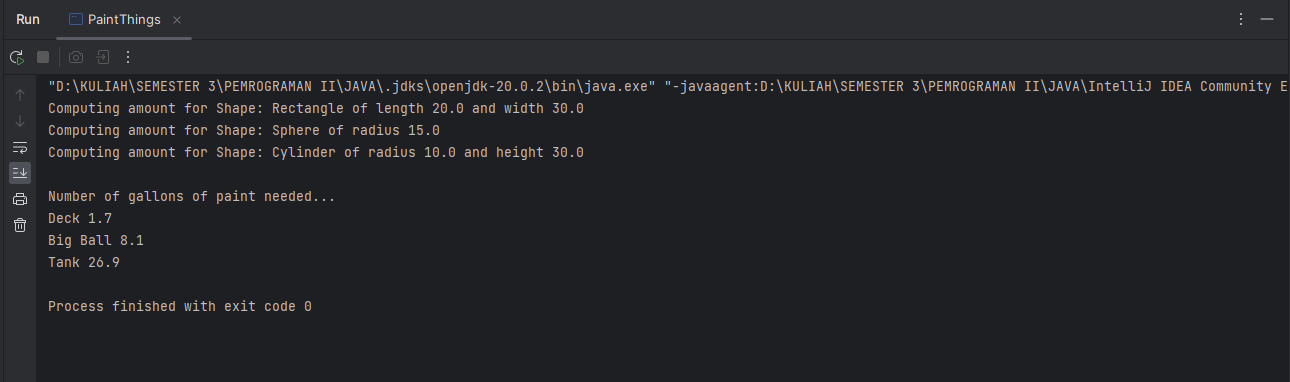 Run PaintThings
"D:\KULIAH\SEMESTER 3\PEMROGRAMAN II\JAVA\.jdks\openjdk-20.0.2\bin\java.exe" "-javaagent:D:\KULIAH\SEMESTER 3\PEMROGRAMAN II\JAVA\IntelliJ IDEA Community E
Computing amount for Shape: Rectangle of length 20.0 and width 30.0
Computing amount for Shape: Sphere of radius 15.0
Computing amount for Shape: Cylinder of radius 10.0 and height 30.0
Number of gallons of paint needed...
Deck 1.7
Big Ball 8.1
Tank 26.9
Process finished with exit code 0